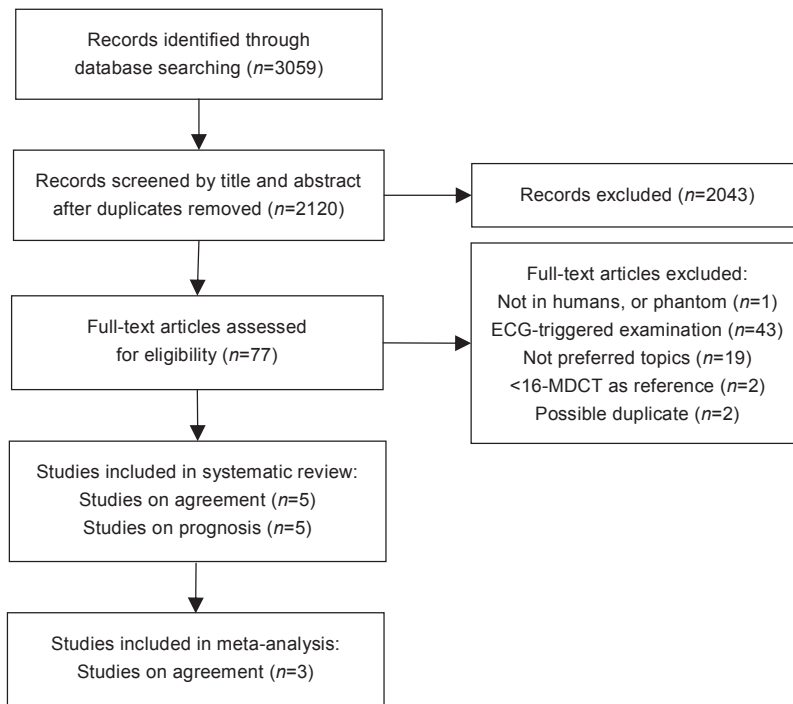 Records identified through
database searching (n=3059)
Records screened by title and abstract
after duplicates removed (n=2120)
Records excluded (n=2043)
Full-text articles assessed
for eligibility (n=77)
Full-text articles excluded:
Not in humans, or phantom (n=1)
ECG-triggered examination (n=43)
Not preferred topics (n=19)
<16-MDCT as reference (n=2)
Possible duplicate (n=2)
Studies included in systematic review:
Studies on agreement (n=5)
Studies on prognosis (n=5)
Studies included in meta-analysis:
Studies on agreement (n=3)